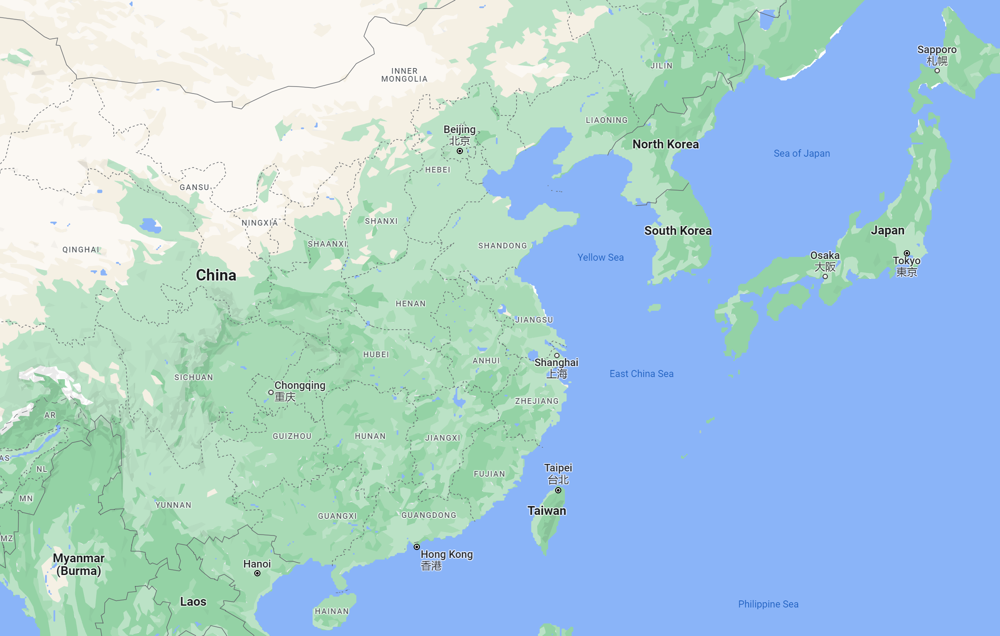 Sapporo
札幌
JILIN
INNER
MONGOLIA
LIAONING
Beijing
北京
North Korea
Sea of Japan
HEBEI
GANSU
NINGXIA
SHANXI
South Korea
Japan
SHAANXI
SHANDONG
QINGHAI
Yellow Sea
Osaka
大阪
Tokyo
東京
China
HENAN
JIANGSU
HUBEI
ANHUI
Shanghai
上海
East China Sea
SICHUAN
Chongqing
重庆
ZHEJIANG
AR
GUIZHOU
HUNAN
JIANGXI
AS
NL
Taipei
台北
FUJIAN
MN
YUNNAN
Taiwan
GUANGXI
GUANGDONG
MZ
Hong Kong
香港
Myanmar
(Burma)
Hanoi
Laos
Philippine Sea
HAINAN